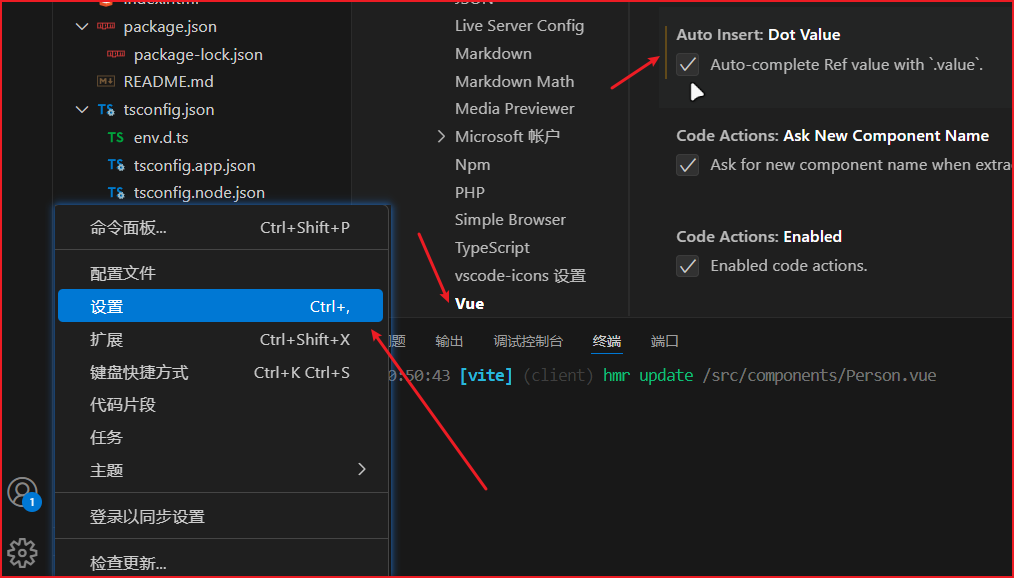 index.html
package.json
package-lock.json
M↓
README.md
TS
tsconfig.json
TS
env.d.ts
TS
tsconfig.app.json
TS
tsconfig.node.json
命令面板... Ctrl+Shift+P
配置文件
设置 Ctrl+,
扩展 Ctrl+Shift+X
键盘快捷方式 Ctrl+K Ctrl+S
代码片段
任务
主题
登录以同步设置
检查更新...
1
JSON
Live Server Config
Markdown
Markdown Math
Media Previewer
Microsoft 帐户
Npm
PHP
Simple Browser
TypeScript
vscode-icons 设置
Vue
Auto Insert: Dot Value
Auto-complete Ref value with `.value`.
Code Actions: Ask New Component Name
Ask for new component name when extra
Code Actions: Enabled
Enabled code actions.
题 输出 调试控制台 终端 端口
0:50:43 [vite] (client) hmr update /src/components/Person.vue